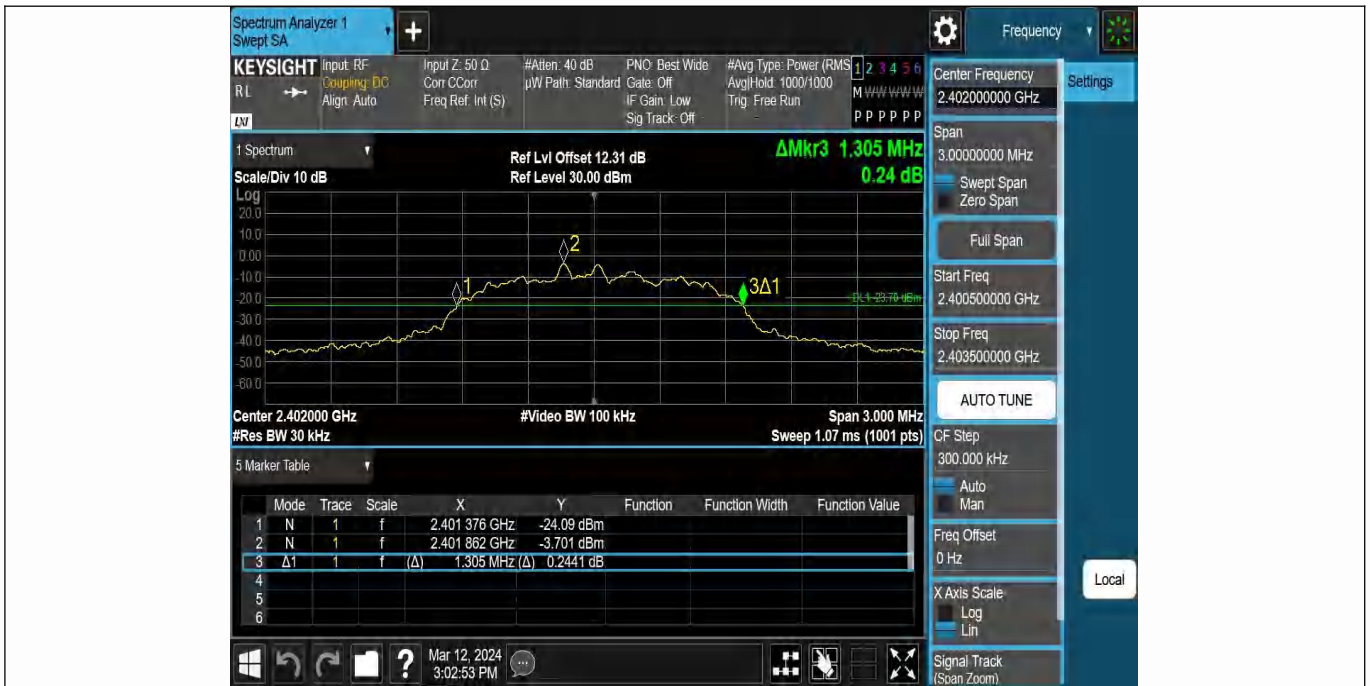 Spectrum Analyzer 1
Swept SA
+
Frequency
KEYSIGHT
RL
LXI
Input: RF
Coupling: DC
Align: Auto
Input Z: 50 Ω
Corr CCorr
Freq Ref: Int (S)
#Atten: 40 dB
µW Path: Standard
PNO: Best Wide
Gate: Off
IF Gain: Low
Sig Track: Off
#Avg Type: Power (RMS
Avg|Hold: 1000/1000
Trig: Free Run
1 2 3 4 5 6
M W W W W W
P P P P P P
1 Spectrum
Scale/Div 10 dB
Ref Lvl Offset 12.31 dB
Ref Level 30.00 dBm
ΔMkr3 1.305 MHz
0.24 dB
Log
20.0
10.0
0.00
-10.0
-20.0
-30.0
-40.0
-50.0
-60.0
1
2
3Δ1
DL1 -23.70 dBm
Center 2.402000 GHz
#Video BW 100 kHz
Span 3.000 MHz
#Res BW 30 kHz
Sweep 1.07 ms (1001 pts)
5 Marker Table
Mode Trace Scale X Y Function Function Width Function Value
1 N 1 f 2.401 376 GHz -24.09 dBm
2 N 1 f 2.401 862 GHz -3.701 dBm
3 Δ1 1 f (Δ) 1.305 MHz (Δ) 0.2441 dB
4
5
6
Mar 12, 2024
3:02:53 PM
Center Frequency
2.402000000 GHz
Settings
Span
3.00000000 MHz
Swept Span
Zero Span
Full Span
Start Freq
2.400500000 GHz
Stop Freq
2.403500000 GHz
AUTO TUNE
CF Step
300.000 kHz
Auto
Man
Freq Offset
0 Hz
Local
X Axis Scale
Log
Lin
Signal Track
(Span Zoom)